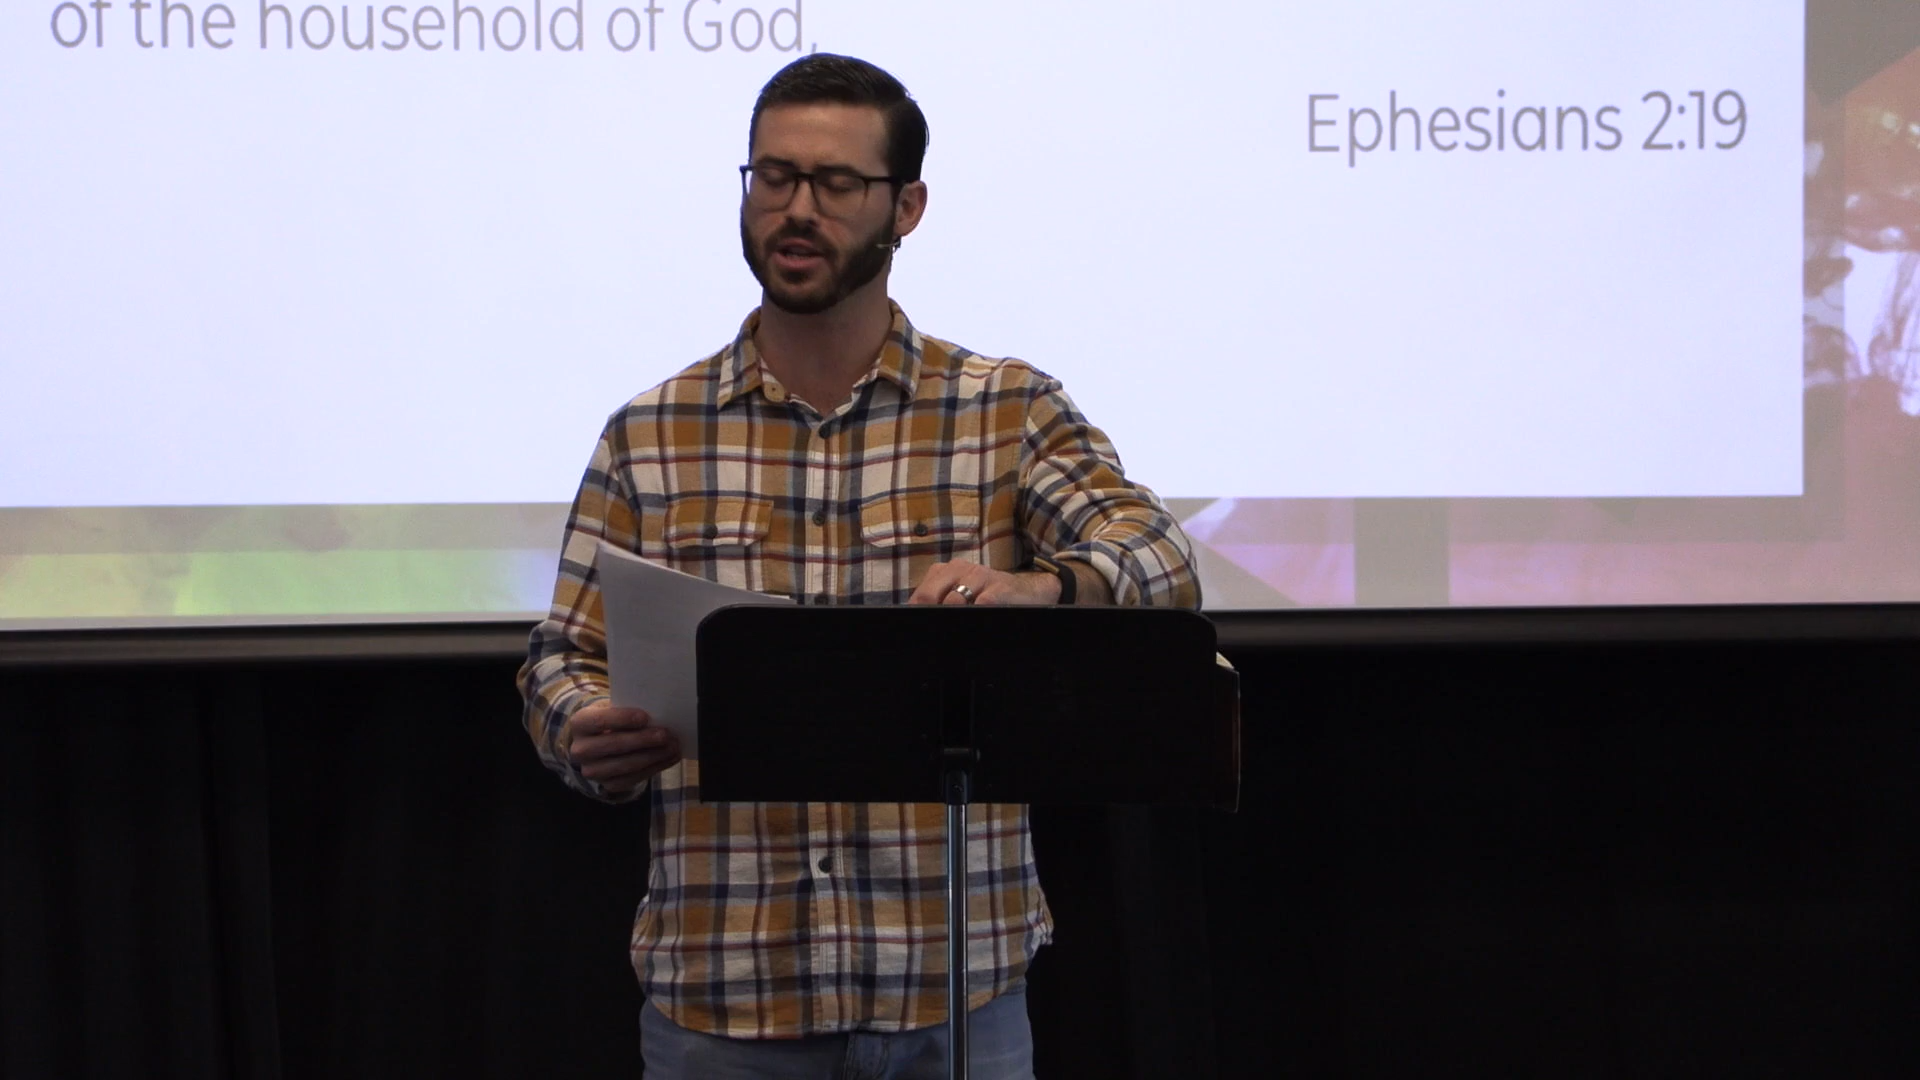 of the household of God,
Ephesians 2:19